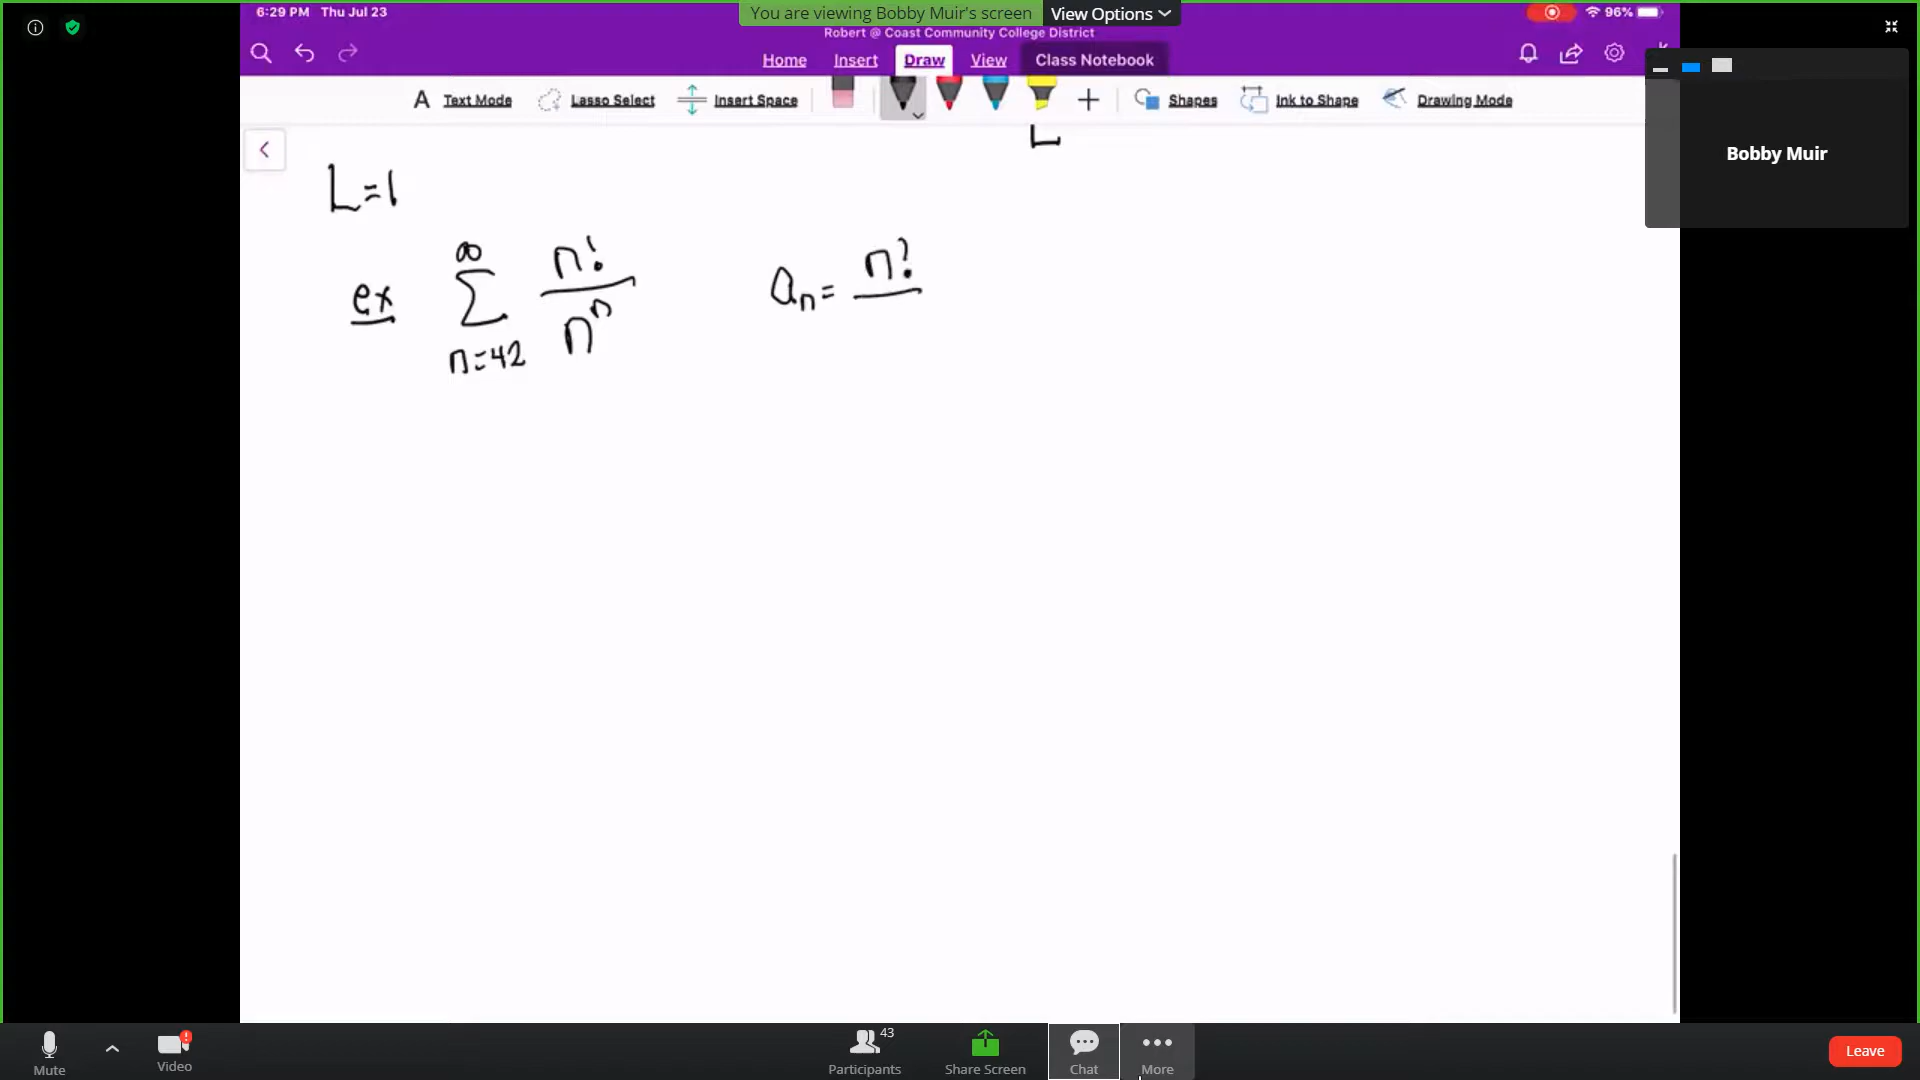 6:29 PM Thu Jul 23
You are viewing Bobby Muir's screen View Options
96%
Robert @ Coast Community College District
Home Insert Draw View Class Notebook
A Text Mode Lasso Select Insert Space Shapes Ink to Shape Drawing Mode
L
Bobby Muir
L=1
ex ∑_{n=42}^{∞} n!/n^n a_n = n!
Mute Video Participants 43 Share Screen Chat More Leave